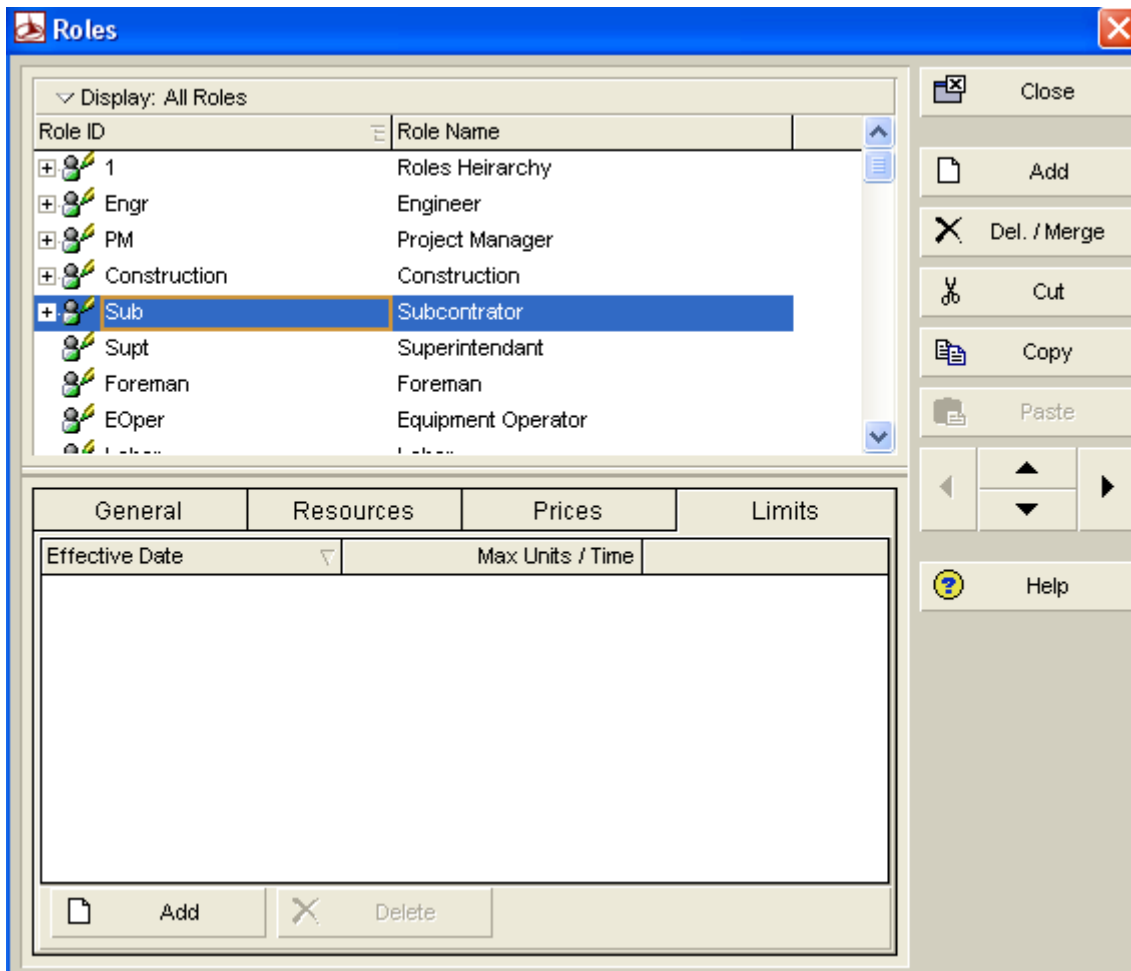 Roles
Display: All Roles
Close
Role ID Role Name
1 Roles Heirarchy
Add
Engr Engineer
PM Project Manager
Del. / Merge
Construction Construction
Cut
Sub Subcontrator
Supt Superintendant
Copy
Foreman Foreman
EOper Equipment Operator
Paste
General Resources Prices Limits
Effective Date Max Units / Time
Help
Add Delete